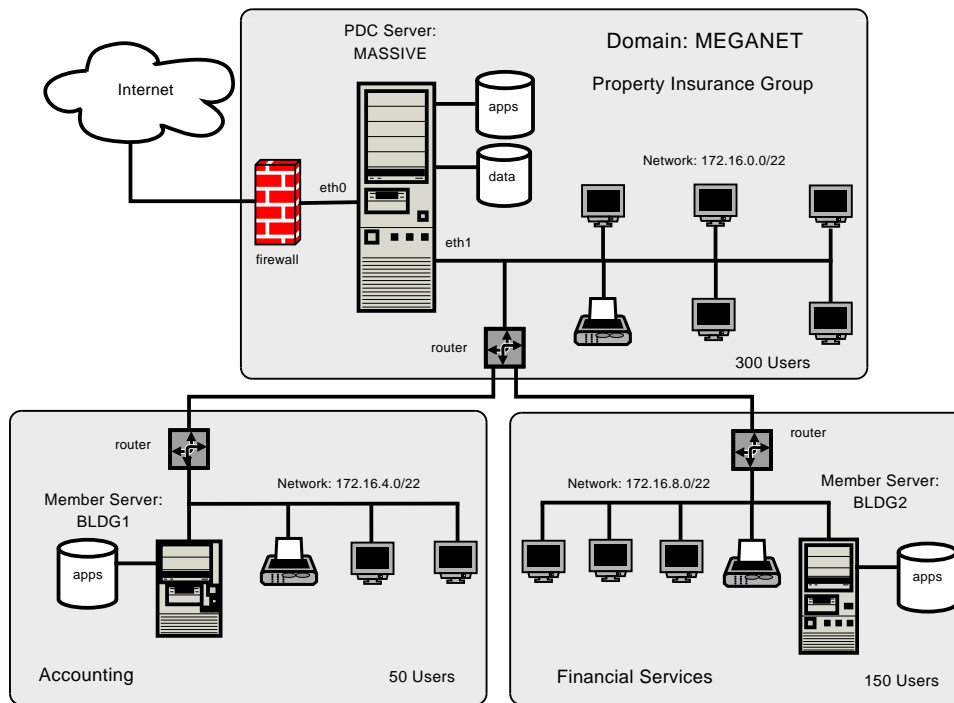 PDC Server:
MASSIVE
Domain: MEGANET
Property Insurance Group
Internet
apps
data
Network: 172.16.0.0/22
eth0
eth1
firewall
router
300 Users
router
Network: 172.16.4.0/22
Member Server:
BLDG1
apps
Accounting
50 Users
router
Network: 172.16.8.0/22
Member Server:
BLDG2
apps
Financial Services
150 Users